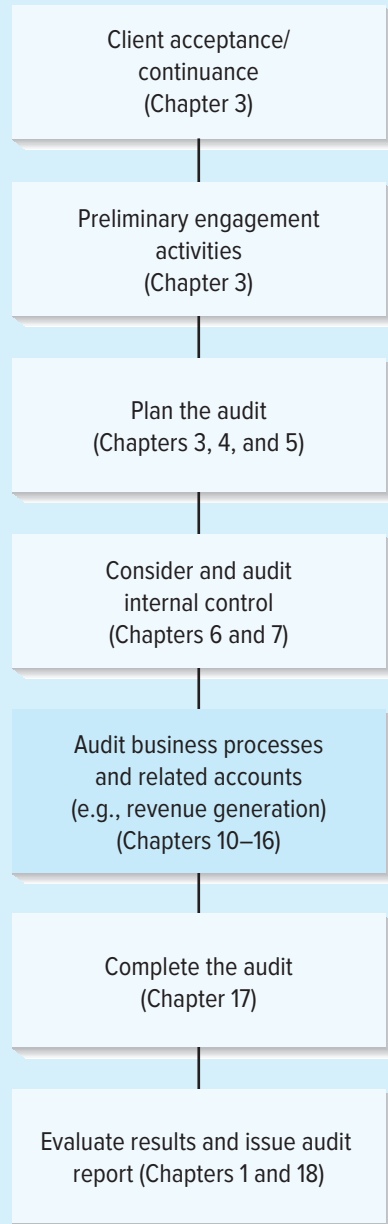 Client acceptance/
continuance
(Chapter 3)
Preliminary engagement
activities
(Chapter 3)
Plan the audit
(Chapters 3, 4, and 5)
Consider and audit
internal control
(Chapters 6 and 7)
Audit business processes
and related accounts
(e.g., revenue generation)
(Chapters 10–16)
Complete the audit
(Chapter 17)
Evaluate results and issue audit
report (Chapters 1 and 18)